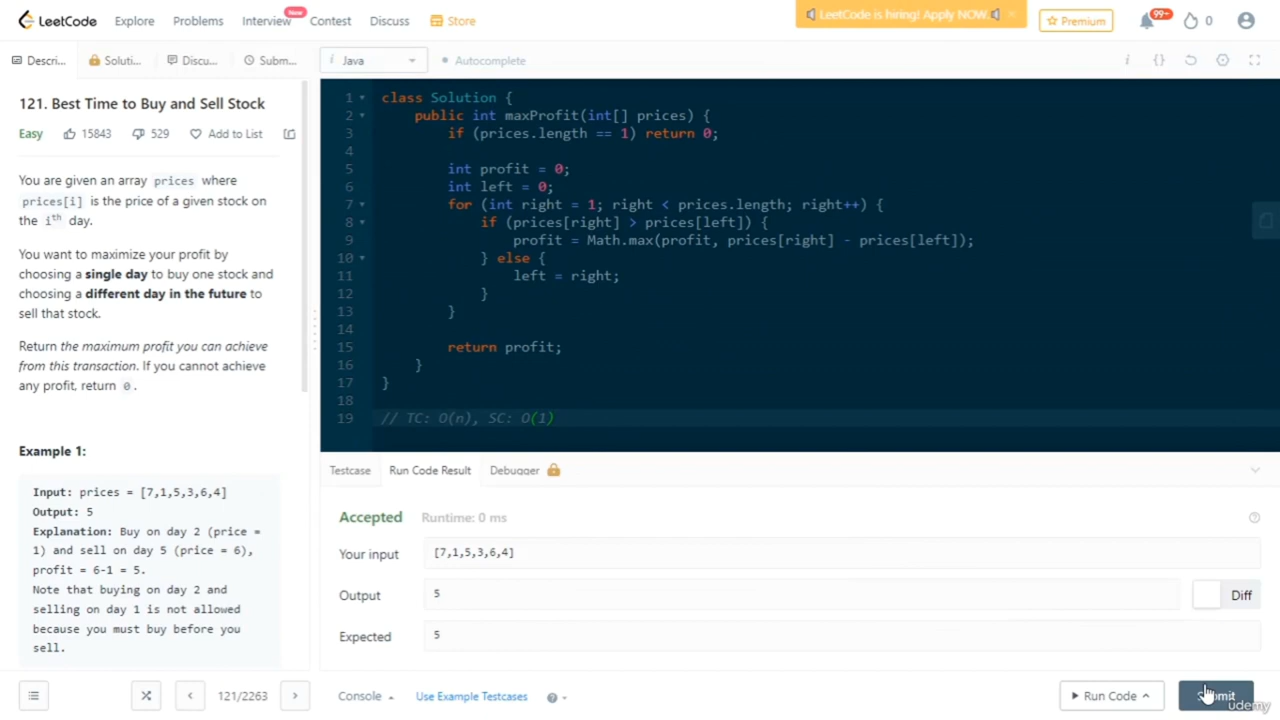 LeetCode Explore Problems Interview New Contest Discuss Store LeetCode is hiring! Apply NOW Premium 99+ 0
Descri... Soluti... Discu... Subm... i Java Autocomplete i {}
121. Best Time to Buy and Sell Stock
Easy 15843 529 Add to List
You are given an array prices where
prices[i] is the price of a given stock on
the ith day.
You want to maximize your profit by
choosing a single day to buy one stock and
choosing a different day in the future to
sell that stock.
Return the maximum profit you can achieve
from this transaction. If you cannot achieve
any profit, return 0.
Example 1:
Input: prices = [7,1,5,3,6,4]
Output: 5
Explanation: Buy on day 2 (price =
1) and sell on day 5 (price = 6),
profit = 6-1 = 5.
Note that buying on day 2 and
selling on day 1 is not allowed
because you must buy before you
sell.
1 class Solution {
2 public int maxProfit(int[] prices) {
3 if (prices.length == 1) return 0;
4
5 int profit = 0;
6 int left = 0;
7 for (int right = 1; right < prices.length; right++) {
8 if (prices[right] > prices[left]) {
9 profit = Math.max(profit, prices[right] - prices[left]);
10 } else {
11 left = right;
12 }
13 }
14
15 return profit;
16 }
17 }
18
19 // TC: O(n), SC: O(1)
Testcase Run Code Result Debugger
Accepted Runtime: 0 ms
Your input [7,1,5,3,6,4]
Output 5 Diff
Expected 5
121/2263 Console Use Example Testcases Run Code Submit
udemy